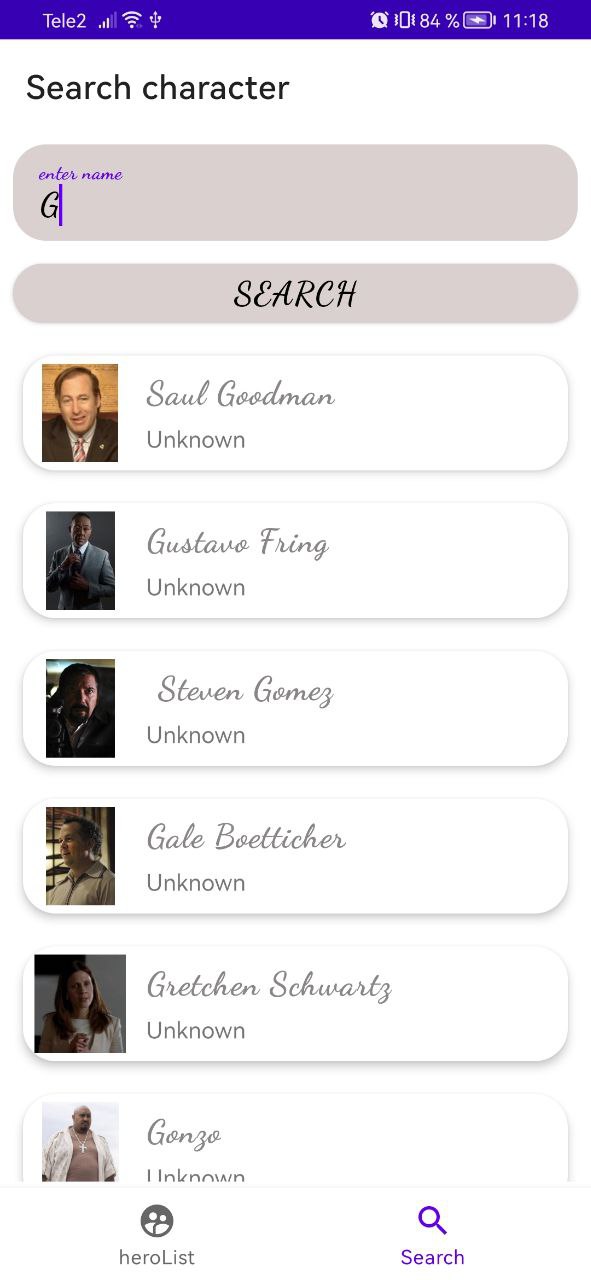 Tele2 84 % 11:18
Search character
enter name
G
SEARCH
Saul Goodman
Unknown
Gustavo Fring
Unknown
Steven Gomez
Unknown
Gale Boetticher
Unknown
Gretchen Schwartz
Unknown
Gonzo
Unknown
heroList Search